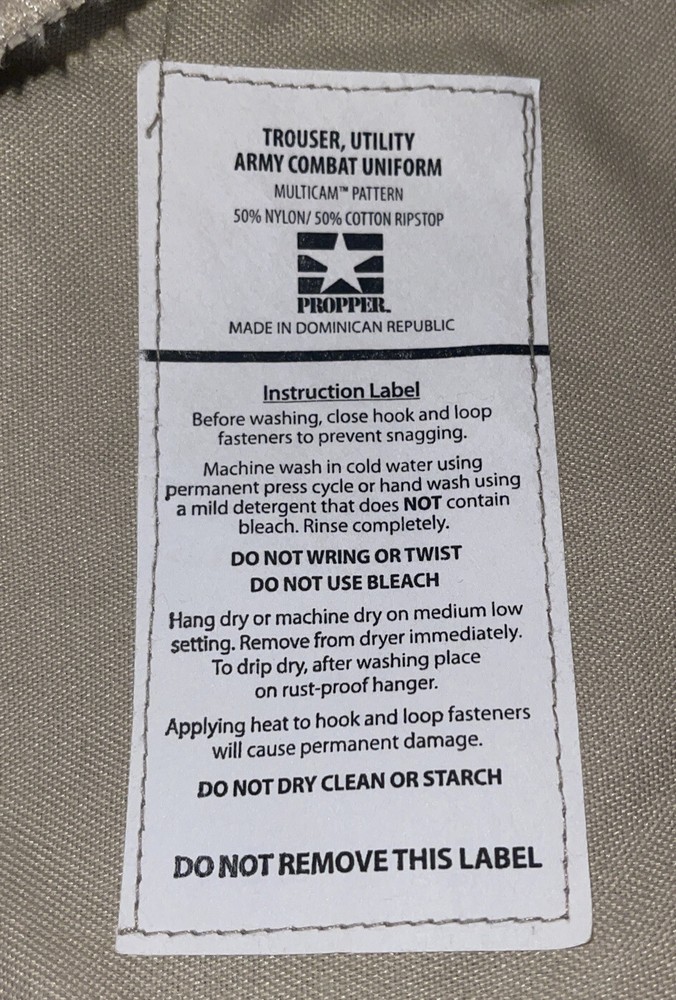 TROUSER, UTILITY
ARMY COMBAT UNIFORM
MULTICAM™ PATTERN
50% NYLON/ 50% COTTON RIPSTOP
PROPPER™
MADE IN DOMINICAN REPUBLIC
Instruction Label
Before washing, close hook and loop
fasteners to prevent snagging.
Machine wash in cold water using
permanent press cycle or hand wash using
a mild detergent that does NOT contain
bleach. Rinse completely.
DO NOT WRING OR TWIST
DO NOT USE BLEACH
Hang dry or machine dry on medium low
setting. Remove from dryer immediately.
To drip dry, after washing place
on rust-proof hanger.
Applying heat to hook and loop fasteners
will cause permanent damage.
DO NOT DRY CLEAN OR STARCH
DO NOT REMOVE THIS LABEL